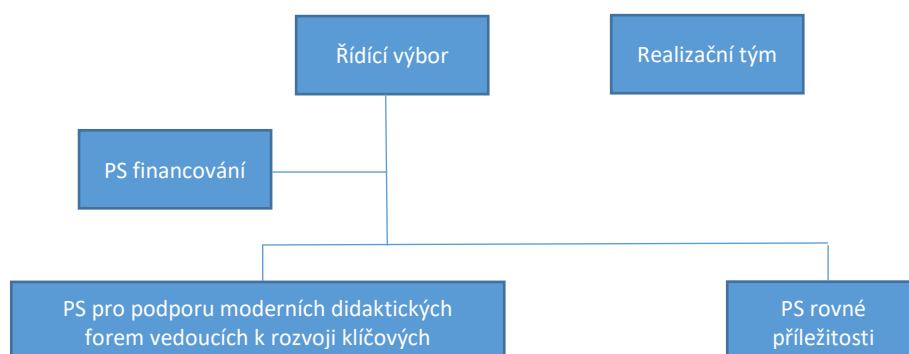 Řídící výbor
Realizační tým
PS financování
PS pro podporu moderních didaktických
forem vedoucích k rozvoji klíčových
PS rovné
příležitosti